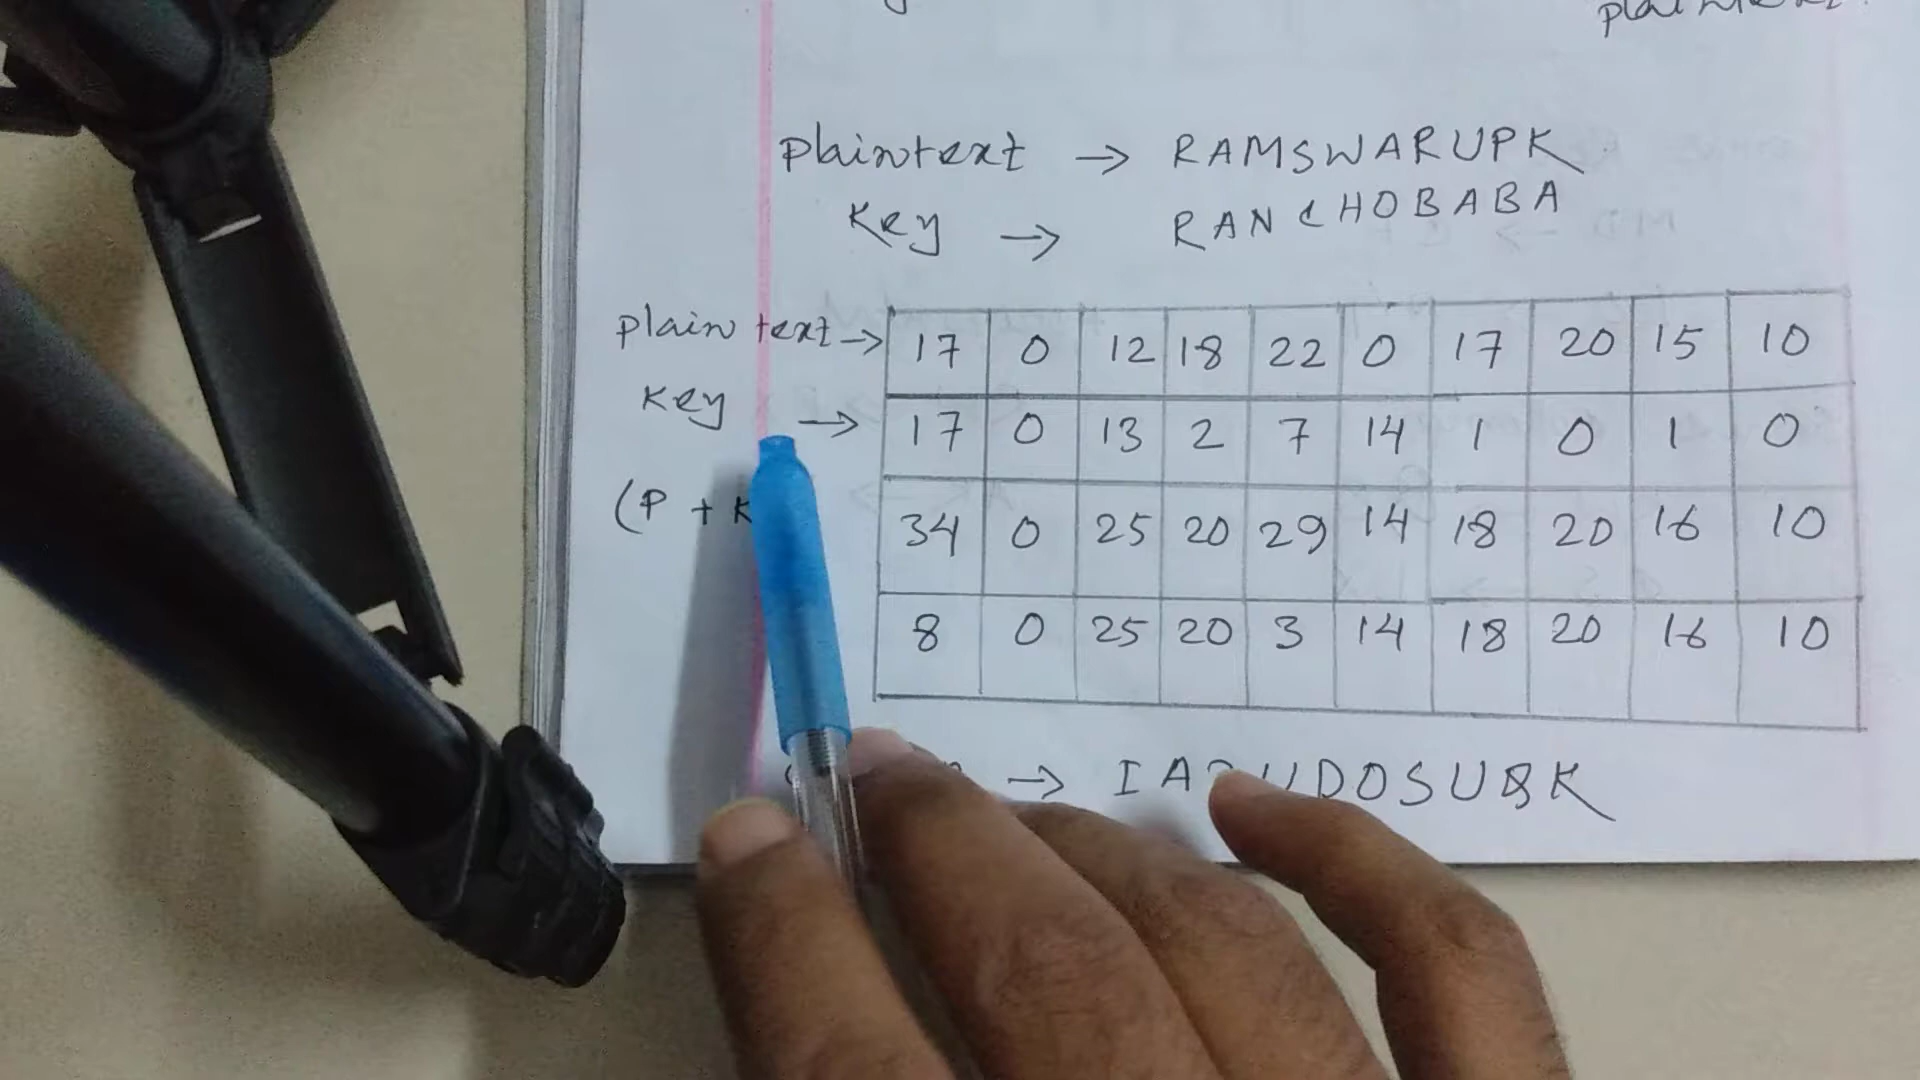 Plaintext → RAMSWARUPK
Key → RANCHOBABA
plain text → 17 0 12 18 22 0 17 20 15 10
Key → 17 0 13 2 7 14 1 0 1 0
(P + K 34 0 25 20 29 14 18 20 16 10
8 0 25 20 3 14 18 20 16 10
→ IA UDOSUQK